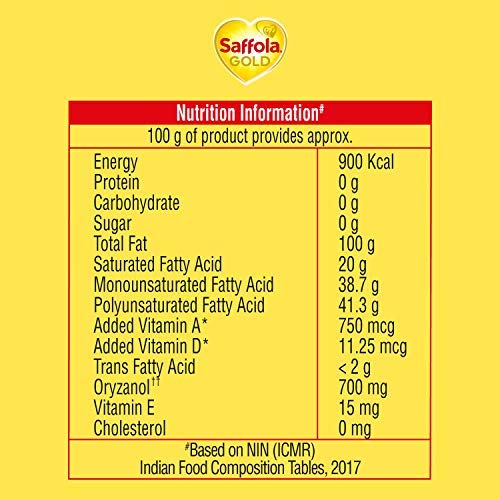 Saffola
GOLD
Nutrition Information#
100 g of product provides approx.
Energy 900 Kcal
Protein 0 g
Carbohydrate 0 g
Sugar 0 g
Total Fat 100 g
Saturated Fatty Acid 20 g
Monounsaturated Fatty Acid 38.7 g
Polyunsaturated Fatty Acid 41.3 g
Added Vitamin A* 750 mcg
Added Vitamin D* 11.25 mcg
Trans Fatty Acid < 2 g
Oryzanol†† 700 mg
Vitamin E 15 mg
Cholesterol 0 mg
#Based on NIN (ICMR)
Indian Food Composition Tables, 2017